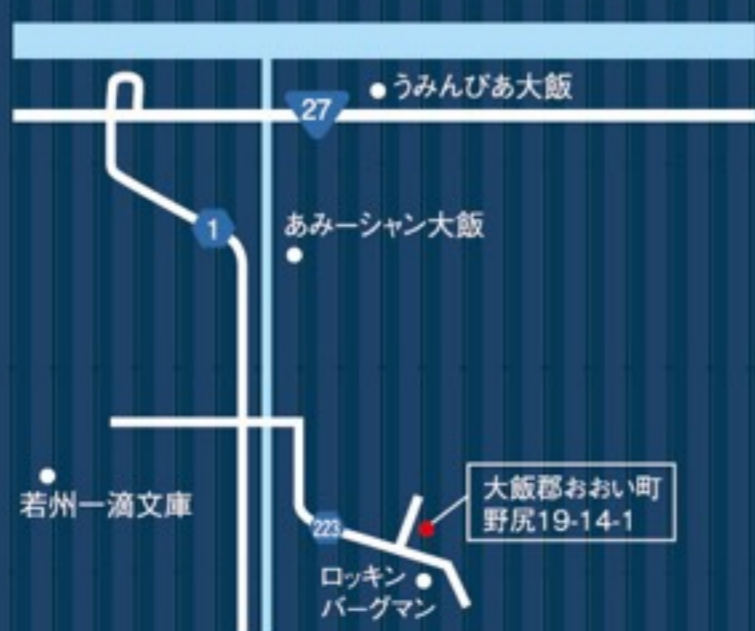 うみんぴあ大飯
27
1
あみーシャン大飯
若州一滴文庫
大飯郡おおい町
野尻19-14-1
223
ロッキン
バーグマン